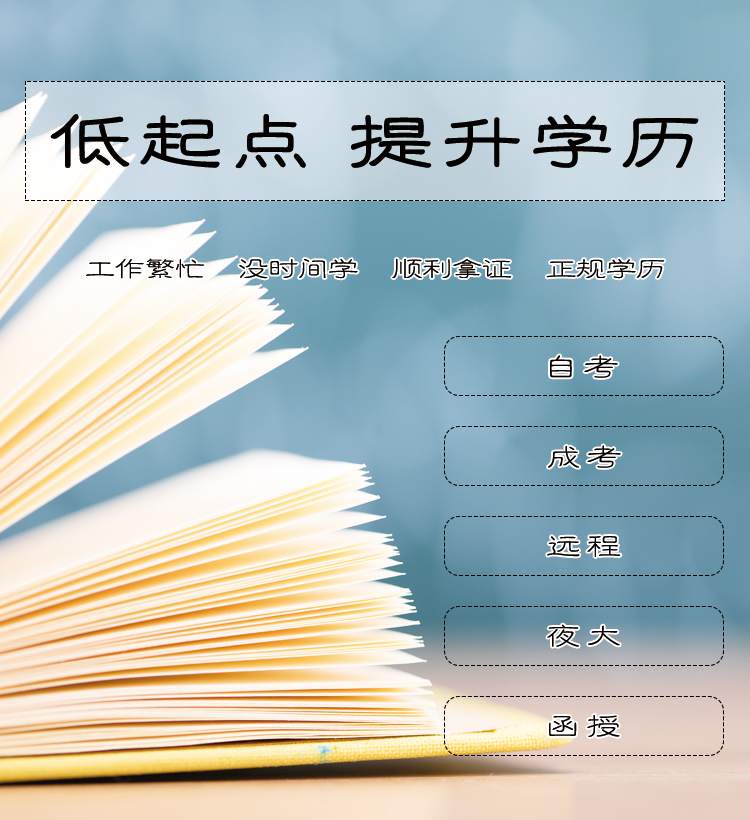 低起点 提升学历
工作繁忙 没时间学 顺利拿证 正规学历
自考
成考
远程
夜大
函授